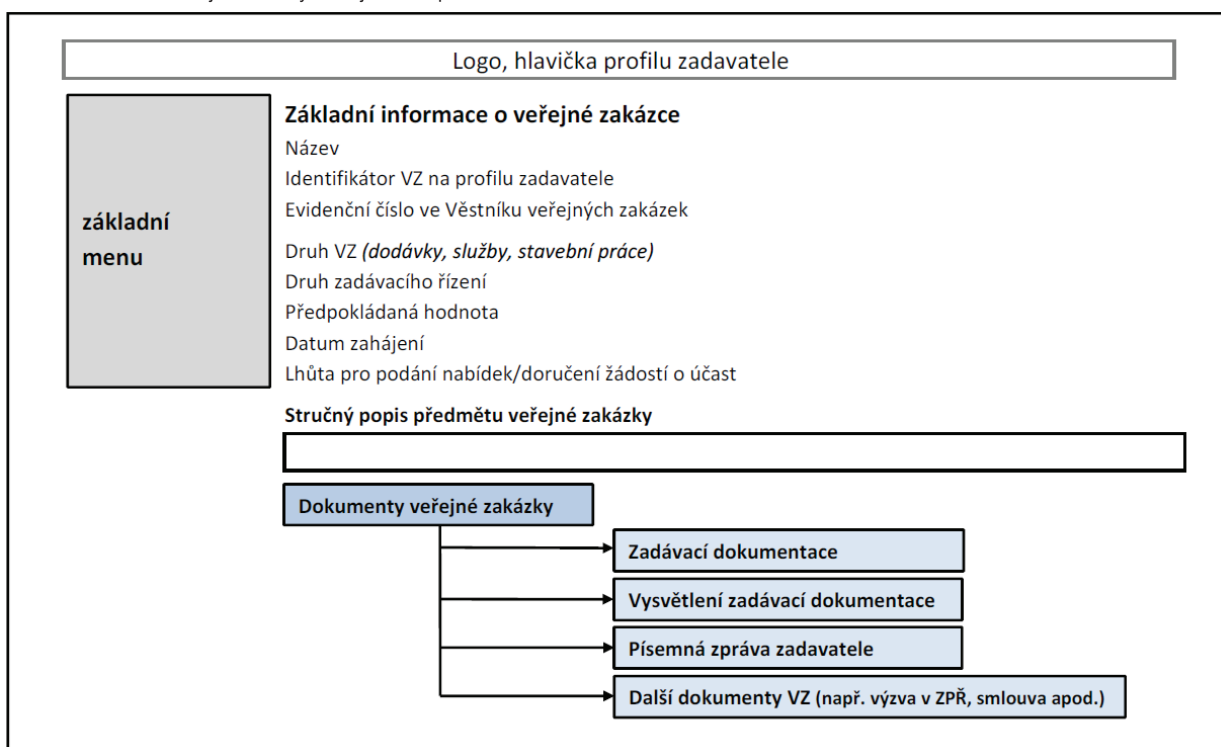 Logo, hlavička profilu zadavatele
základní
menu
Základní informace o veřejné zakázce
Název
Identifikátor VZ na profilu zadavatele
Evidenční číslo ve Věstníku veřejných zakázek
Druh VZ (dodávky, služby, stavební práce)
Druh zadávacího řízení
Předpokládaná hodnota
Datum zahájení
Lhůta pro podání nabídek/doručení žádostí o účast
Stručný popis předmětu veřejné zakázky
Dokumenty veřejné zakázky
Zadávací dokumentace
Vysvětlení zadávací dokumentace
Písemná zpráva zadavatele
Další dokumenty VZ (např. výzva v ZPŘ, smlouva apod.)